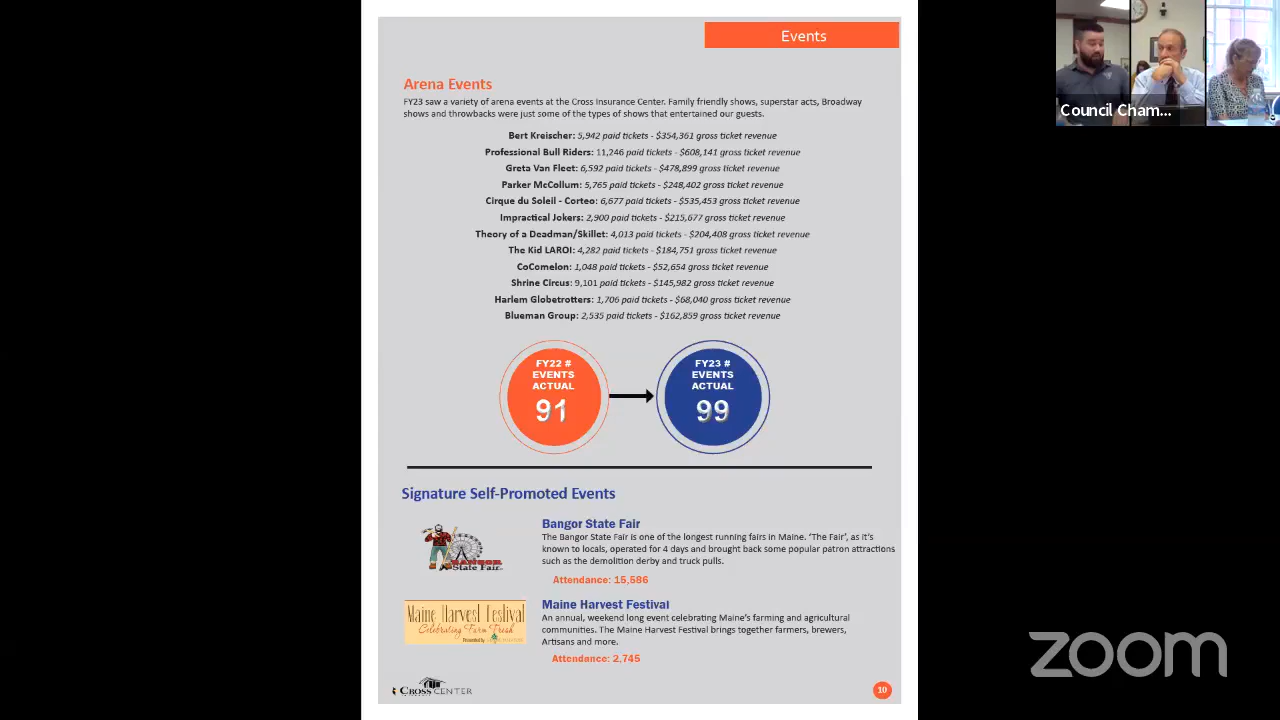 Events
Arena Events
FY23 saw a variety of arena events at the Cross Insurance Center. Family friendly shows, superstar acts, Broadway
shows and throwbacks were just some of the types of shows that entertained our guests.
Bert Kreischer: 5,942 paid tickets - $354,361 gross ticket revenue
Professional Bull Riders: 11,246 paid tickets - $608,141 gross ticket revenue
Greta Van Fleet: 6,592 paid tickets - $478,899 gross ticket revenue
Parker McCollum: 5,765 paid tickets - $248,402 gross ticket revenue
Cirque du Soleil - Corteo: 6,677 paid tickets - $535,453 gross ticket revenue
Impractical Jokers: 2,900 paid tickets - $215,677 gross ticket revenue
Theory of a Deadman/Skillet: 4,013 paid tickets - $204,408 gross ticket revenue
The Kid LAROI: 4,282 paid tickets - $184,751 gross ticket revenue
CoComelon: 1,048 paid tickets - $52,654 gross ticket revenue
Shrine Circus: 9,101 paid tickets - $145,982 gross ticket revenue
Harlem Globetrotters: 1,706 paid tickets - $68,040 gross ticket revenue
Blueman Group: 2,535 paid tickets - $162,859 gross ticket revenue
FY22 #
EVENTS
ACTUAL
91
FY23 #
EVENTS
ACTUAL
99
Signature Self-Promoted Events
BANGOR
State Fair
Bangor State Fair
The Bangor State Fair is one of the longest running fairs in Maine. 'The Fair', as it's
known to locals, operated for 4 days and brought back some popular patron attractions
such as the demolition derby and truck pulls.
Attendance: 15,586
Maine Harvest Festival
Celebrating Farm Fresh
Presented by
Maine Harvest Festival
An annual, weekend long event celebrating Maine's farming and agricultural
communities. The Maine Harvest Festival brings together farmers, brewers,
Artisans and more.
Attendance: 2,745
CROSS CENTER
10
Council Cham...
zoom